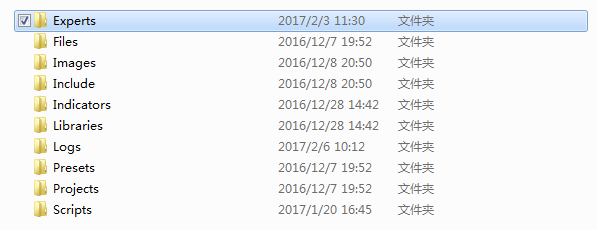 Experts 2017/2/3 11:30 文件夹
Files 2016/12/7 19:52 文件夹
Images 2016/12/8 20:50 文件夹
Include 2016/12/8 20:50 文件夹
Indicators 2016/12/28 14:42 文件夹
Libraries 2016/12/28 14:42 文件夹
Logs 2017/2/6 10:12 文件夹
Presets 2016/12/7 19:52 文件夹
Projects 2016/12/7 19:52 文件夹
Scripts 2017/1/20 16:45 文件夹